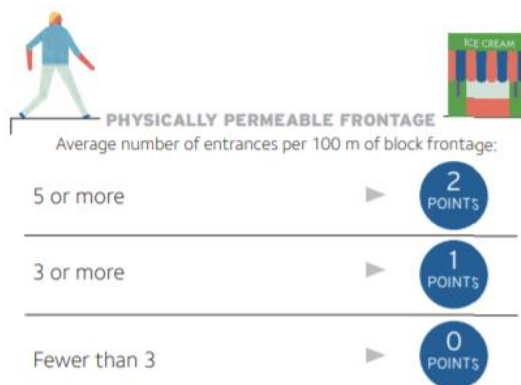 ICE CREAM
PHYSICALLY PERMEABLE FRONTAGE
Average number of entrances per 100 m of block frontage:
5 or more
2
POINTS
3 or more
1
POINTS
Fewer than 3
0
POINTS